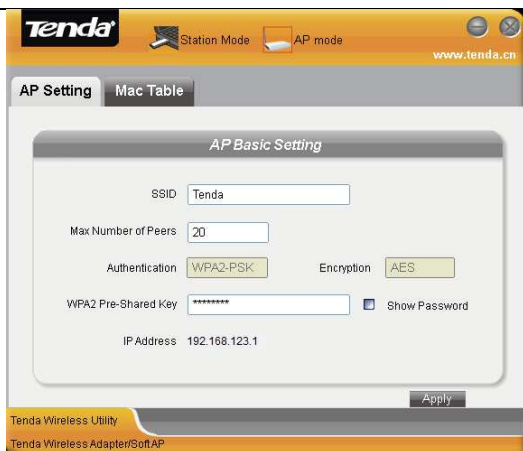 Tenda
Station Mode
AP mode
www.tenda.cn
AP Setting
Mac Table
AP Basic Setting
SSID Tenda
Max Number of Peers 20
Authentication WPA2-PSK Encryption AES
WPA2 Pre-Shared Key ******** Show Password
IP Address 192.168.123.1
Apply
Tenda Wireless Utility
Tenda Wireless Adapter/SoftAP